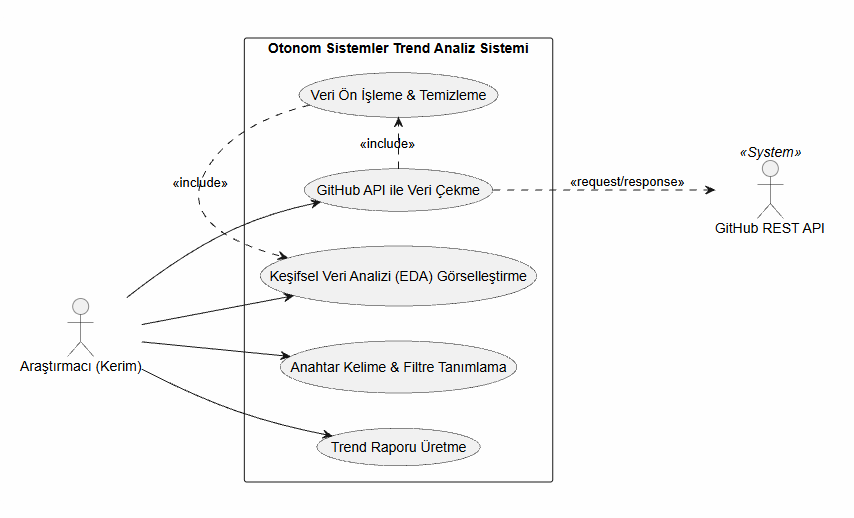 Otonom Sistemler Trend Analiz Sistemi
Veri Ön İşleme & Temizleme
«include»
«System»
«include»
GitHub API ile Veri Çekme
«request/response»
GitHub REST API
Keşifsel Veri Analizi (EDA) Görselleştirme
Araştırmacı (Kerim)
Anahtar Kelime & Filtre Tanımlama
Trend Raporu Üretme